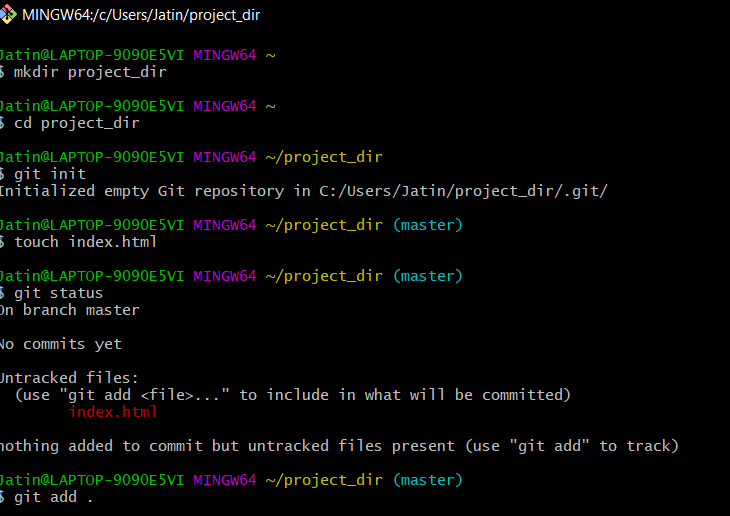 MINGW64:/c/Users/Jatin/project_dir
Jatin@LAPTOP-9090E5VI MINGW64 ~
$ mkdir project_dir
Jatin@LAPTOP-9090E5VI MINGW64 ~
$ cd project_dir
Jatin@LAPTOP-9090E5VI MINGW64 ~/project_dir
$ git init
Initialized empty Git repository in C:/Users/Jatin/project_dir/.git/
Jatin@LAPTOP-9090E5VI MINGW64 ~/project_dir (master)
$ touch index.html
Jatin@LAPTOP-9090E5VI MINGW64 ~/project_dir (master)
$ git status
On branch master
No commits yet
Untracked files:
(use "git add <file>..." to include in what will be committed)
index.html
nothing added to commit but untracked files present (use "git add" to track)
Jatin@LAPTOP-9090E5VI MINGW64 ~/project_dir (master)
$ git add .